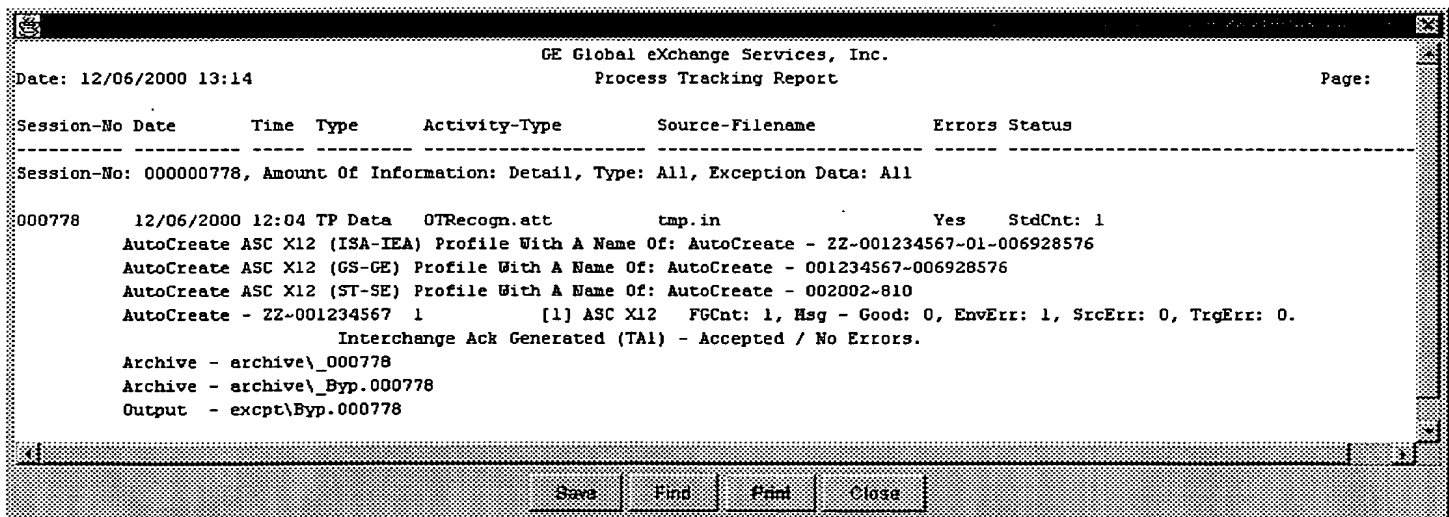 GE Global eXchange Services, Inc.
Date: 12/06/2000 13:14 Process Tracking Report Page:
Session-No Date Time Type Activity-Type Source-Filename Errors Status
---------- ---------- ----- --------- --------------------- ----------------------- ------ --------------------------------------
Session-No: 000000778, Amount Of Information: Detail, Type: All, Exception Data: All
000778 12/06/2000 12:04 TP Data OTRecogn.att tmp.in Yes StdCnt: 1
AutoCreate ASC X12 (ISA-IEA) Profile With A Name Of: AutoCreate - ZZ~001234567~01~006928576
AutoCreate ASC X12 (GS-GE) Profile With A Name Of: AutoCreate - 001234567~006928576
AutoCreate ASC X12 (ST-SE) Profile With A Name Of: AutoCreate - 002002~810
AutoCreate - ZZ~001234567 1 [1] ASC X12 FGCnt: 1, Msg - Good: 0, EnvErr: 1, SrcErr: 0, TrgErr: 0.
Interchange Ack Generated (TA1) - Accepted / No Errors.
Archive - archive\_000778
Archive - archive\_Byp.000778
Output - excpt\Byp.000778
Save Find Print Close